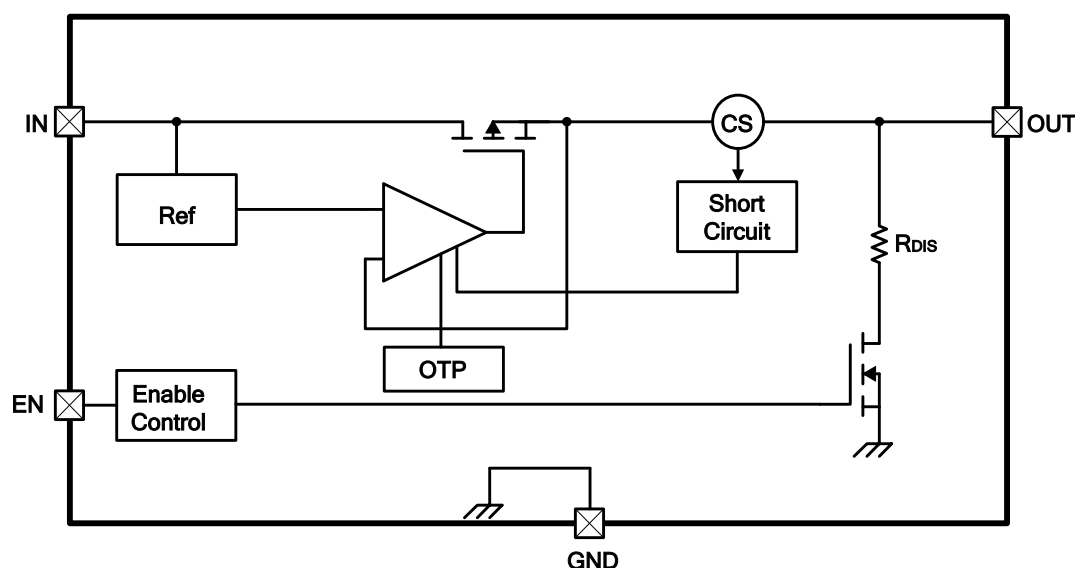 IN
CS
OUT
Ref
Short
Circuit
RDIS
OTP
EN
Enable
Control
GND